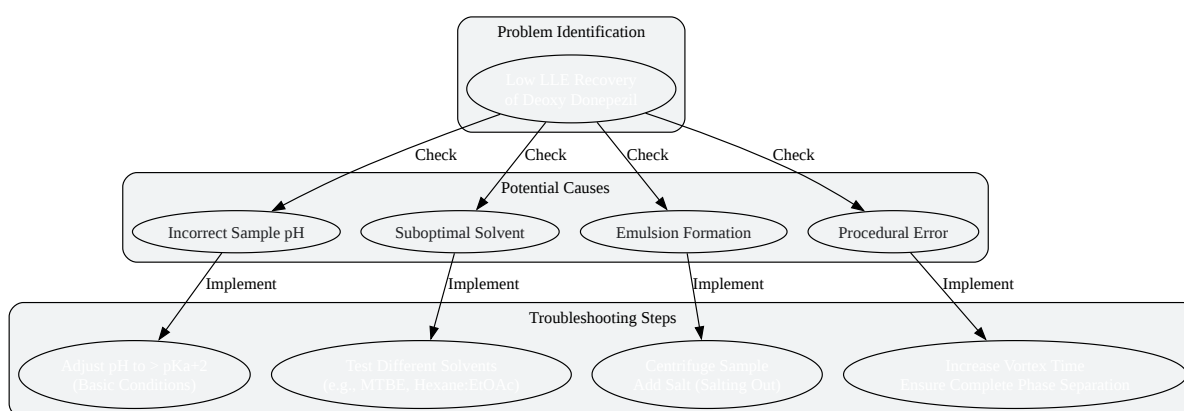 Problem Identification
Low LLE Recovery
of Deoxy Donepezil
Check
Check
Check
Check
Potential Causes
Incorrect Sample pH
Suboptimal Solvent
Emulsion Formation
Procedural Error
Implement
Implement
Implement
Implement
Troubleshooting Steps
Adjust pH to > pKa+2
(Basic Conditions)
Test Different Solvents
(e.g., MTBE, Hexane:EtOAc)
Centrifuge Sample
Add Salt (Salting Out)
Increase Vortex Time
Ensure Complete Phase Separation